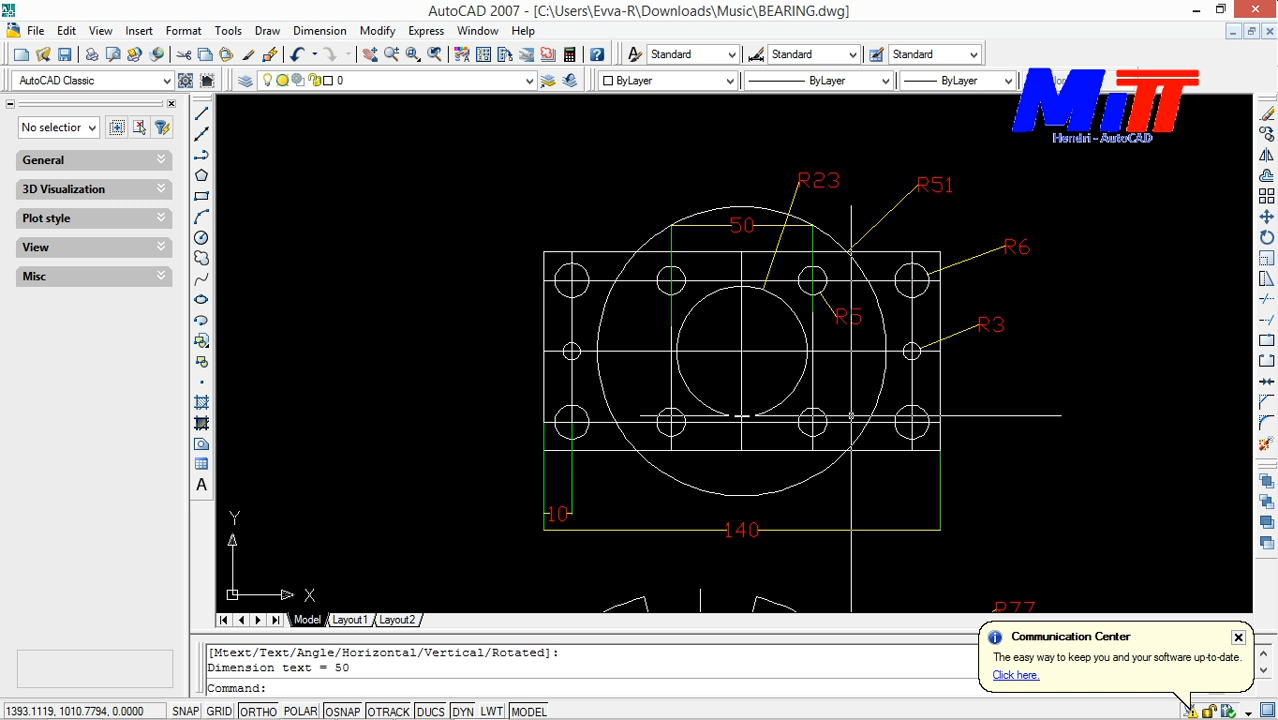 AutoCAD 2007 - [C:\Users\Evva-R\Downloads\Music\BEARING.dwg]
File Edit View Insert Format Tools Draw Dimension Modify Express Window Help
Standard Standard Standard
AutoCAD Classic 0 ByLayer ByLayer ByLayer
MiTT
Hendri - AutoCAD
No selection
General
3D Visualization
Plot style
View
Misc
R23
R51
50
R6
R5
R3
10
140
R77
Y
X
Model Layout1 Layout2
[Mtext/Text/Angle/Horizontal/Vertical/Rotated]:
Dimension text = 50
Command:
Communication Center
The easy way to keep you and your software up-to-date.
Click here.
1393.1119, 1010.7794, 0.0000 SNAP GRID ORTHO POLAR OSNAP OTRACK DUCS DYN LWT MODEL